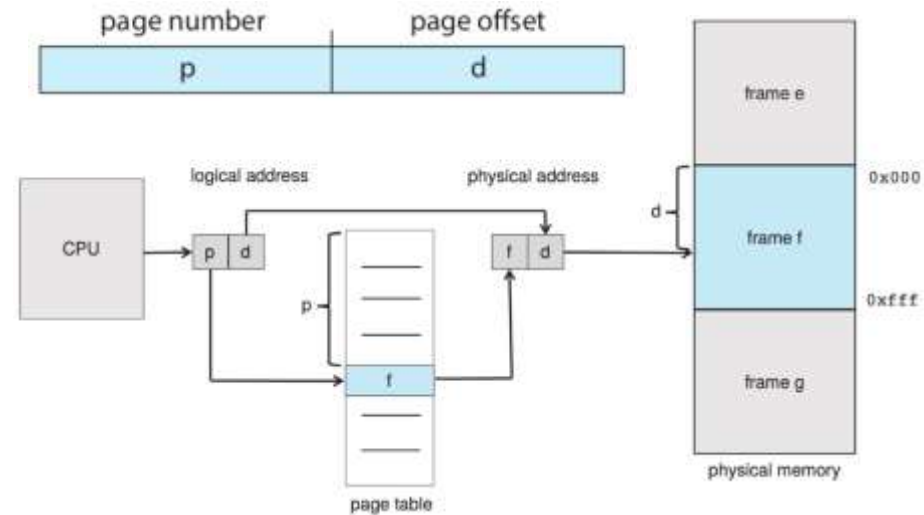 page number page offset
p d
frame e
logical address physical address
0x000
d
CPU p d f d frame f
p
0xfff
f
frame g
physical memory
page table